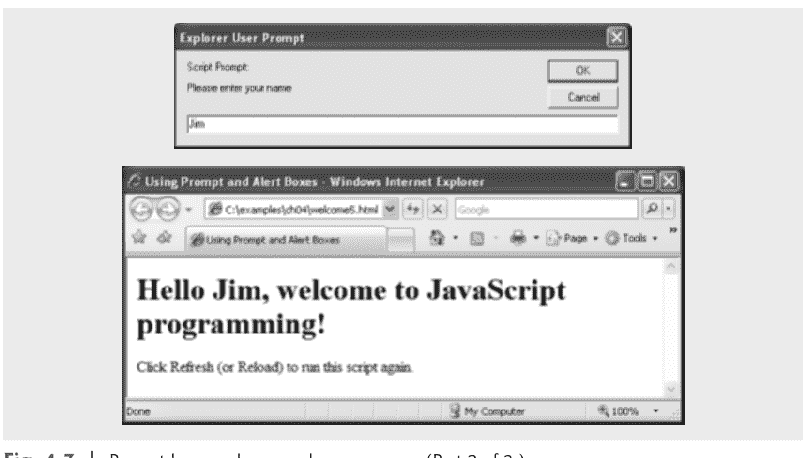 Explorer User Prompt
Script Prompt:
OK
Please enter your name
Cancel
Jim
Using Prompt and Alert Boxes - Windows Internet Explorer
C:\examples\ch04\welcome5.html
Google
Using Prompt and Alert Boxes
Page
Tools
Hello Jim, welcome to JavaScript
programming!
Click Refresh (or Reload) to run this script again.
Done
My Computer
100%